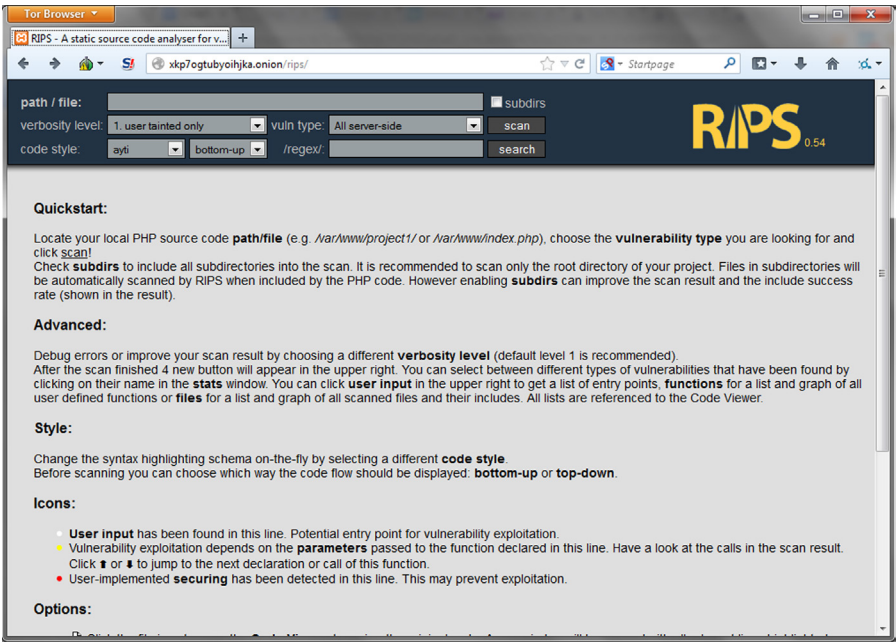 Tor Browser
RIPS - A static source code analyser for v...
xkp7ogtubyoihjka.onion/rips/
Startpage
path / file:
subdirs
verbosity level: 1. user tainted only vuln type: All server-side scan
code style: ayti bottom-up /regex/: search
RIPS 0.54
Quickstart:
Locate your local PHP source code path/file (e.g. /var/www/project1/ or /var/www/index.php), choose the vulnerability type you are looking for and
click scan!
Check subdirs to include all subdirectories into the scan. It is recommended to scan only the root directory of your project. Files in subdirectories will
be automatically scanned by RIPS when included by the PHP code. However enabling subdirs can improve the scan result and the include success
rate (shown in the result).
Advanced:
Debug errors or improve your scan result by choosing a different verbosity level (default level 1 is recommended).
After the scan finished 4 new button will appear in the upper right. You can select between different types of vulnerabilities that have been found by
clicking on their name in the stats window. You can click user input in the upper right to get a list of entry points, functions for a list and graph of all
user defined functions or files for a list and graph of all scanned files and their includes. All lists are referenced to the Code Viewer.
Style:
Change the syntax highlighting schema on-the-fly by selecting a different code style.
Before scanning you can choose which way the code flow should be displayed: bottom-up or top-down.
Icons:
User input has been found in this line. Potential entry point for vulnerability exploitation.
Vulnerability exploitation depends on the parameters passed to the function declared in this line. Have a look at the calls in the scan result.
Click ⬆ or ⬇ to jump to the next declaration or call of this function.
User-implemented securing has been detected in this line. This may prevent exploitation.
Options: